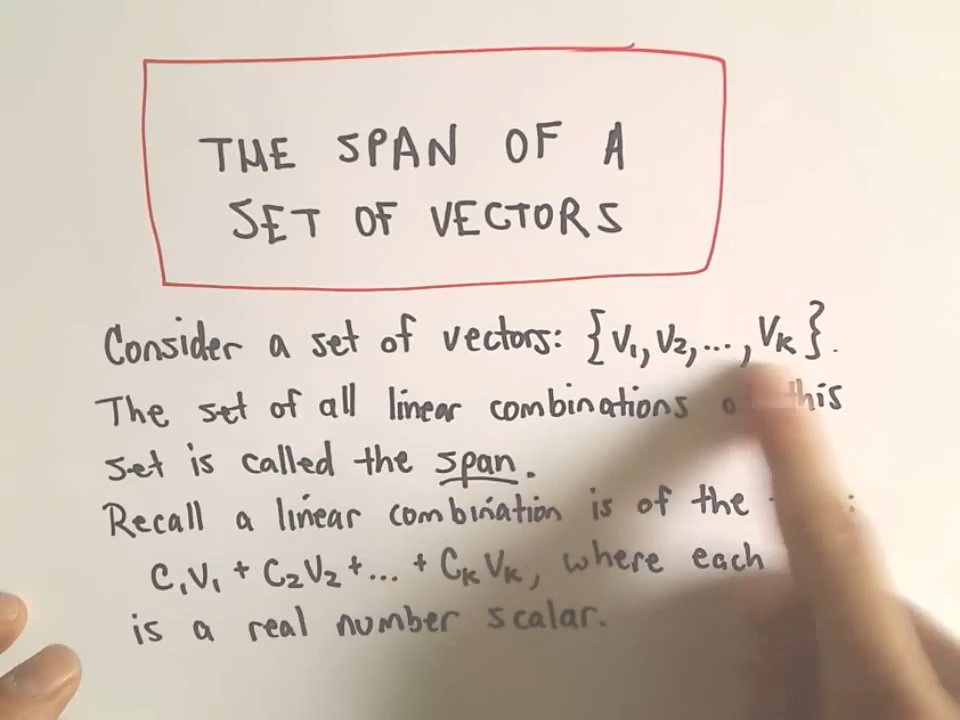 THE SPAN OF A
SET OF VECTORS
Consider a set of vectors: {v₁, v₂, ..., vₖ}.
The set of all linear combinations this
set is called the span.
Recall a linear combination is of the :
c₁v₁ + c₂v₂ + ... + cₖvₖ, where each
is a real number scalar.